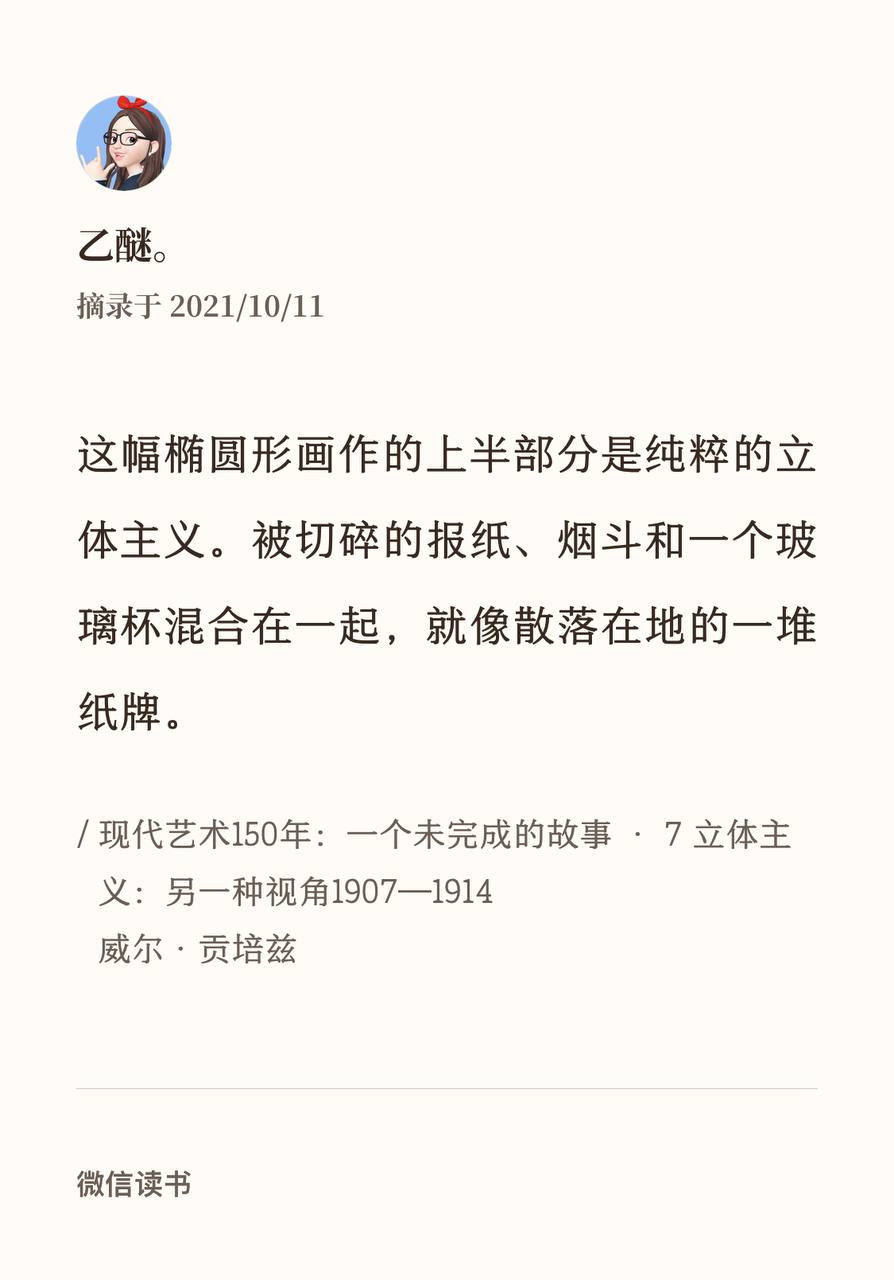 乙醚。
摘录于 2021/10/11
这幅椭圆形画作的上半部分是纯粹的立
体主义。被切碎的报纸、烟斗和一个玻
璃杯混合在一起，就像散落在地的一堆
纸牌。
/ 现代艺术150年：一个未完成的故事 · 7 立体主
义：另一种视角1907—1914
威尔 · 贡培兹
微信读书